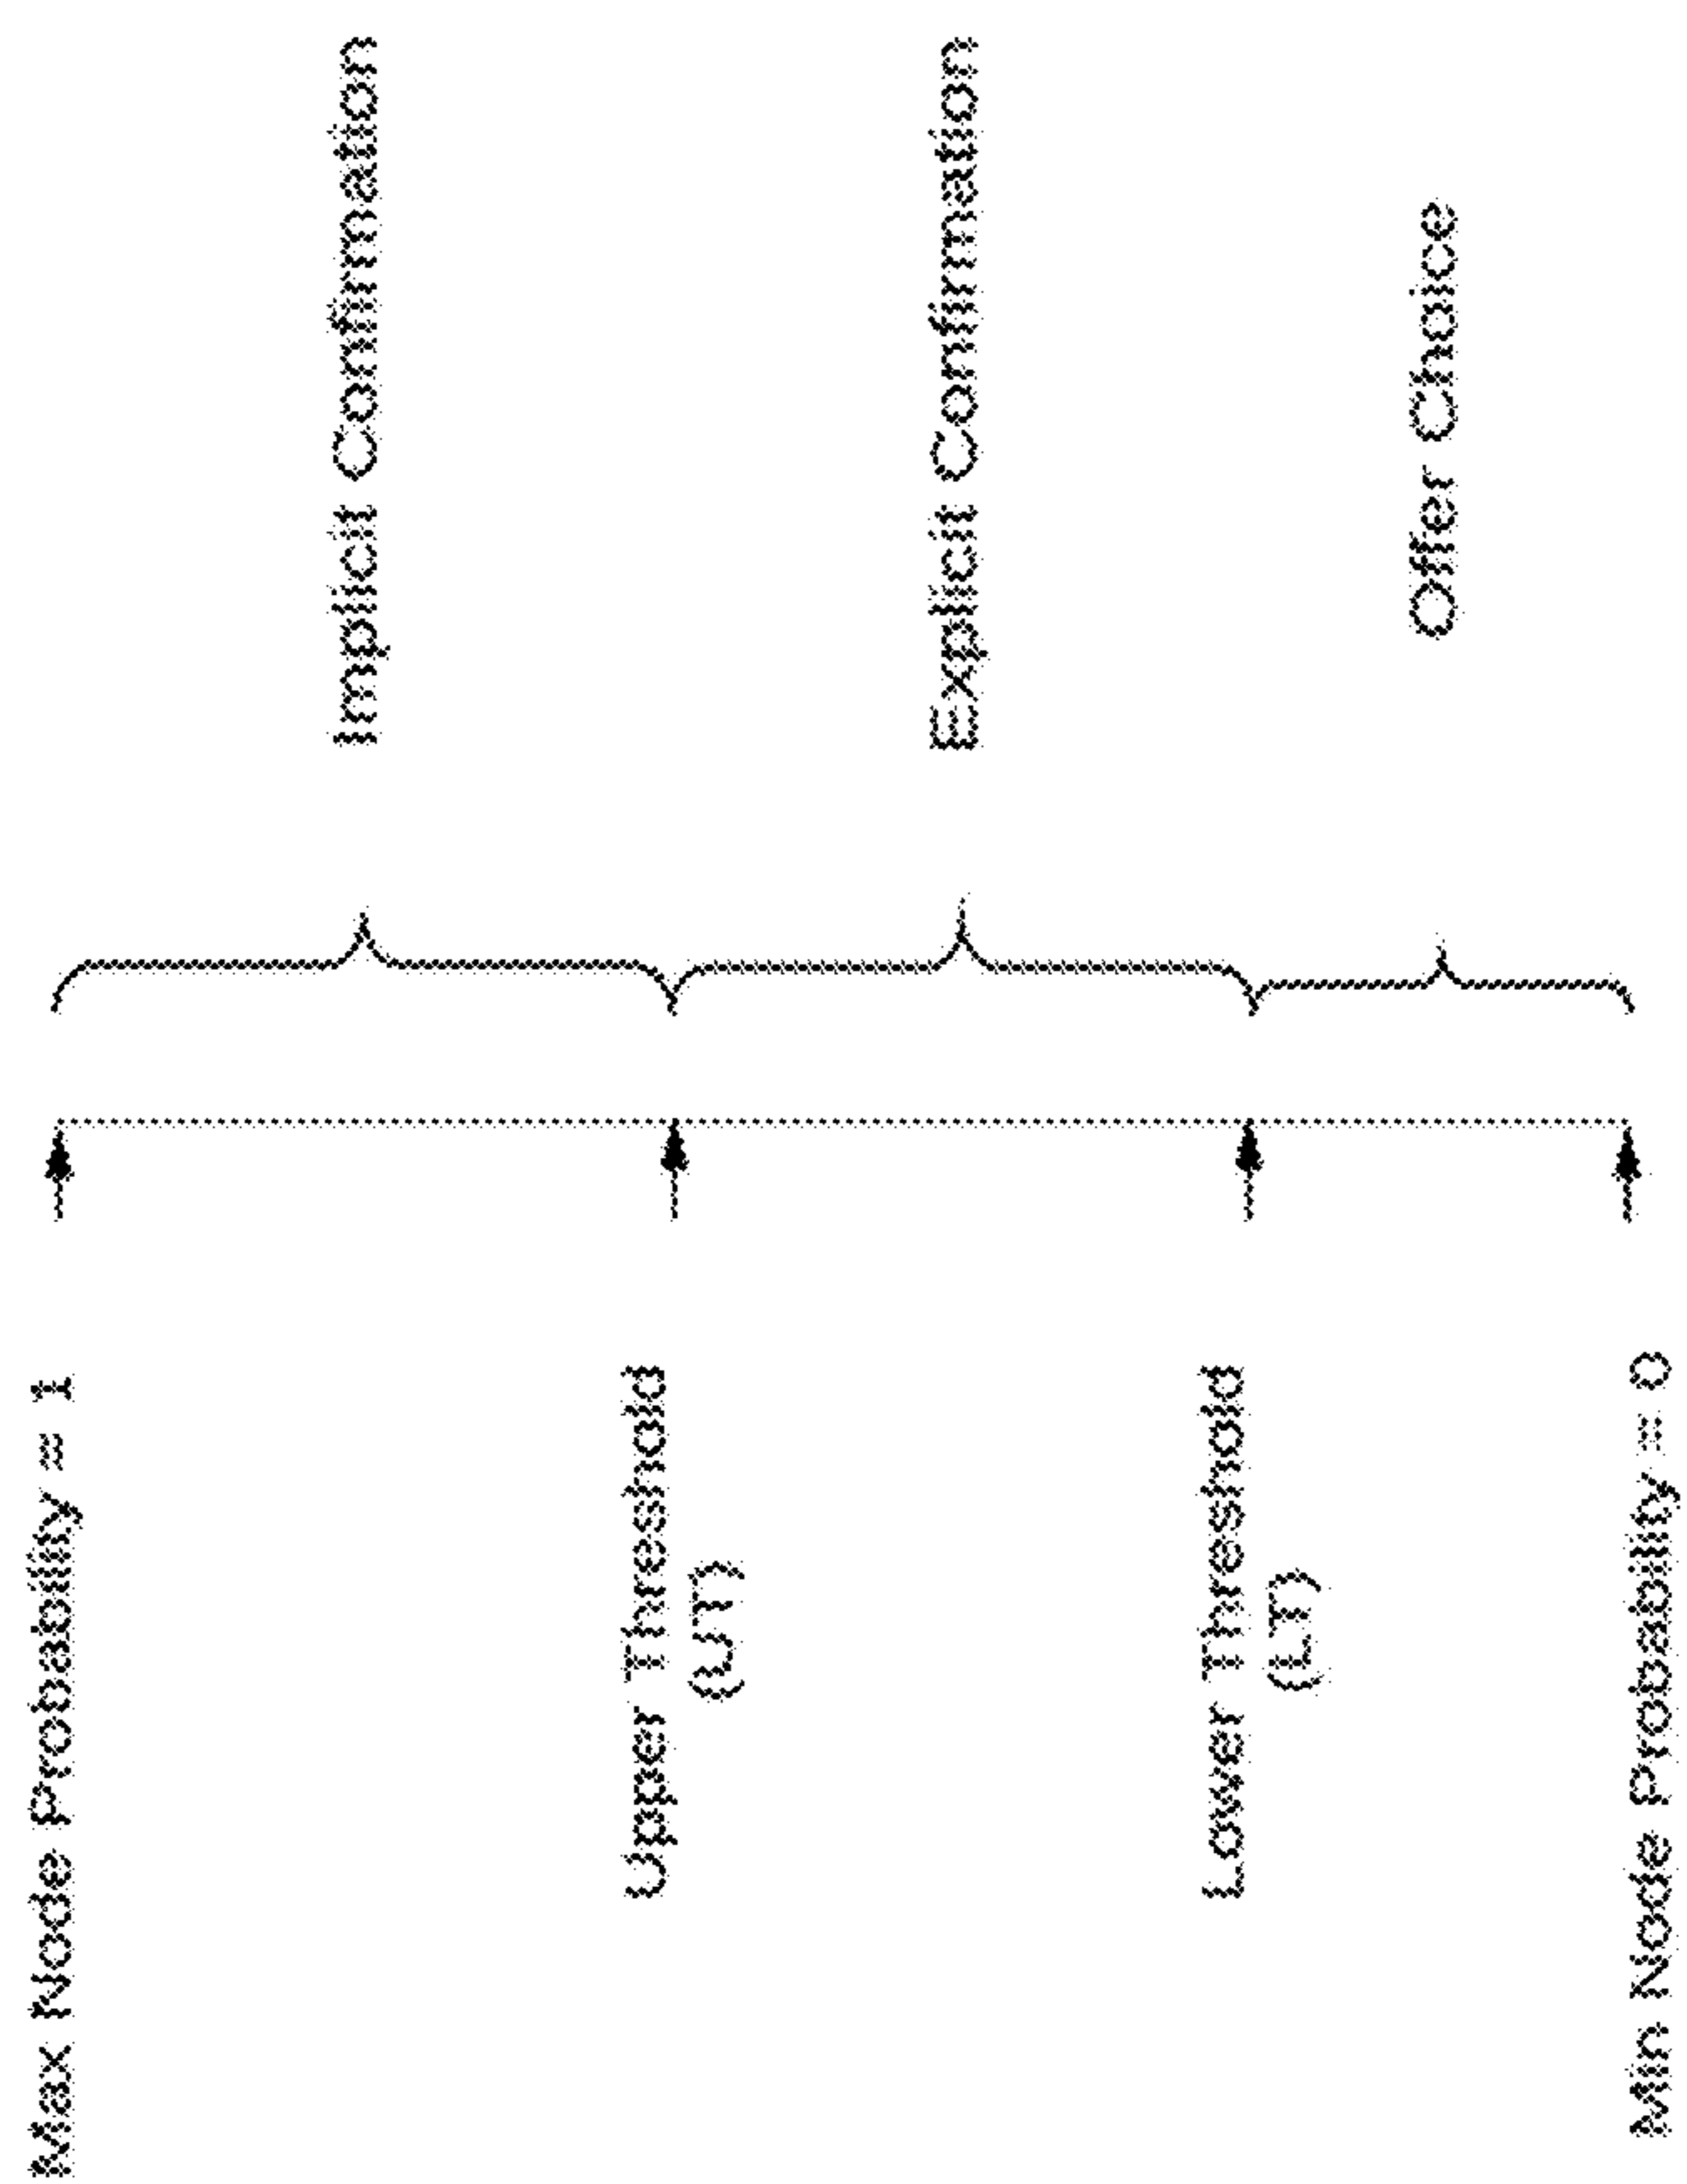 Max Node Probability = 1
Implicit Confirmation
Upper Threshold
(UT)
Explicit Confirmation
Lower Threshold
(LT)
Offer Choice
Min Node Probability = 0